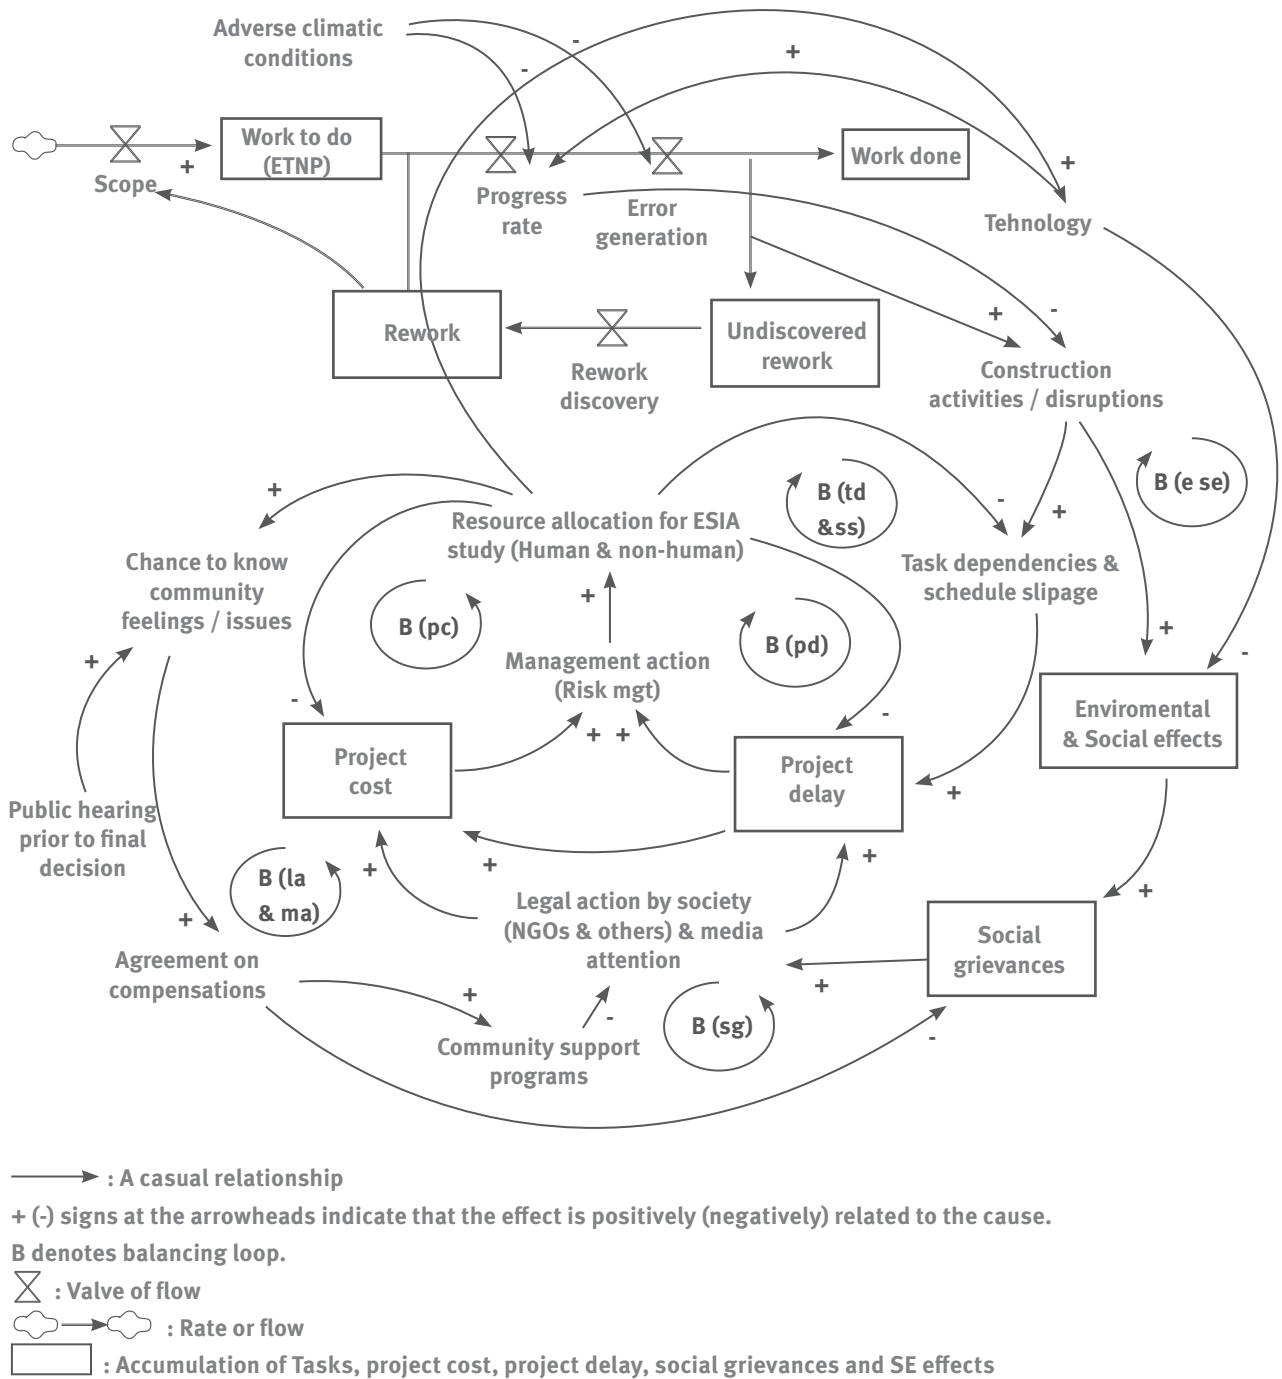 Adverse climatic
conditions
-
-
+
Work to do
(ETNP)
+
Scope
Progress
rate
Error
generation
Work done
+
Tehnology
Rework
Rework
discovery
Undiscovered
rework
+
-
Construction
activities / disruptions
+
Resource allocation for ESIA
study (Human & non-human)
B (td
&ss)
-
+
B (e se)
Chance to know
community
feelings / issues
Task dependencies &
schedule slipage
+
B (pc)
B (pd)
+
-
+
Management action
(Risk mgt)
-
-
+ +
Project
cost
Project
delay
Enviromental
& Social effects
+
Public hearing
prior to final
decision
+
+
+
B (la
& ma)
+
+
Legal action by society
(NGOs & others) & media
attention
+
Social
grievances
Agreement on
compensations
+
+
-
B (sg)
-
Community support
programs
: A casual relationship
+ (-) signs at the arrowheads indicate that the effect is positively (negatively) related to the cause.
B denotes balancing loop.
: Valve of flow
: Rate or flow
: Accumulation of Tasks, project cost, project delay, social grievances and SE effects